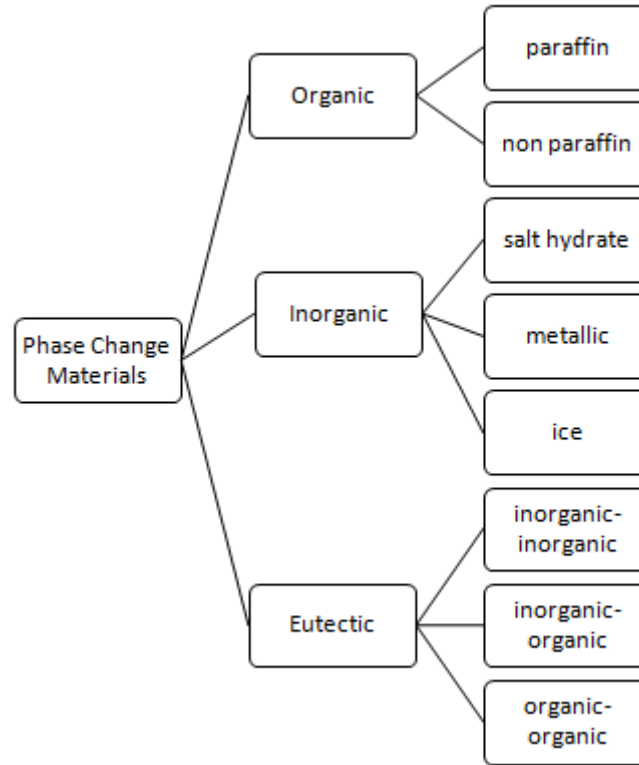 paraffin
Organic
non paraffin
salt hydrate
Inorganic
Phase Change
Materials
metallic
ice
inorganic-
inorganic
Eutectic
inorganic-
organic
organic-
organic